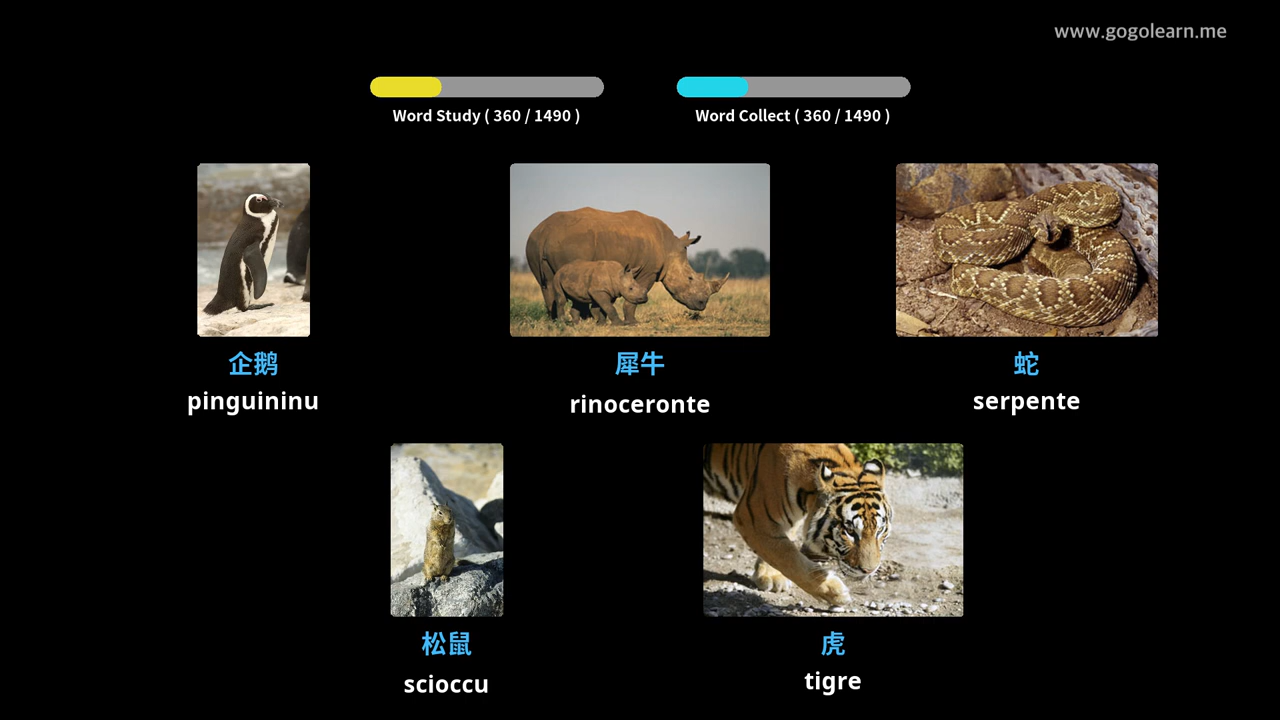 www.gogolearn.me
Word Study ( 360 / 1490 )
Word Collect ( 360 / 1490 )
企鹅
pinguininu
犀牛
rinoceronte
蛇
serpente
松鼠
scioccu
虎
tigre